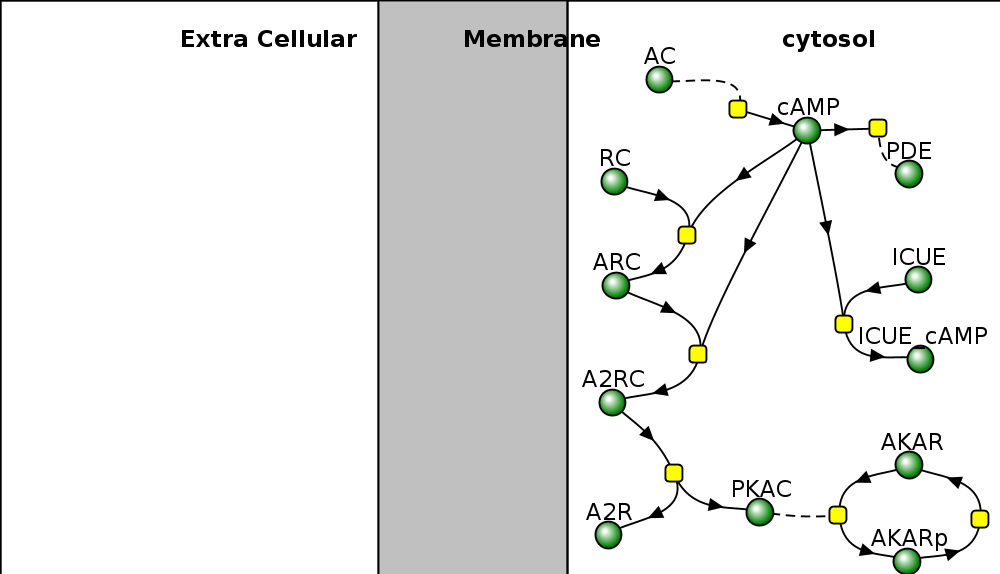 Extra Cellular
Membrane
cytosol
AC
cAMP
PDE
RC
ICUE
ARC
ICUE_cAMP
A2RC
AKAR
PKAC
A2R
AKARp